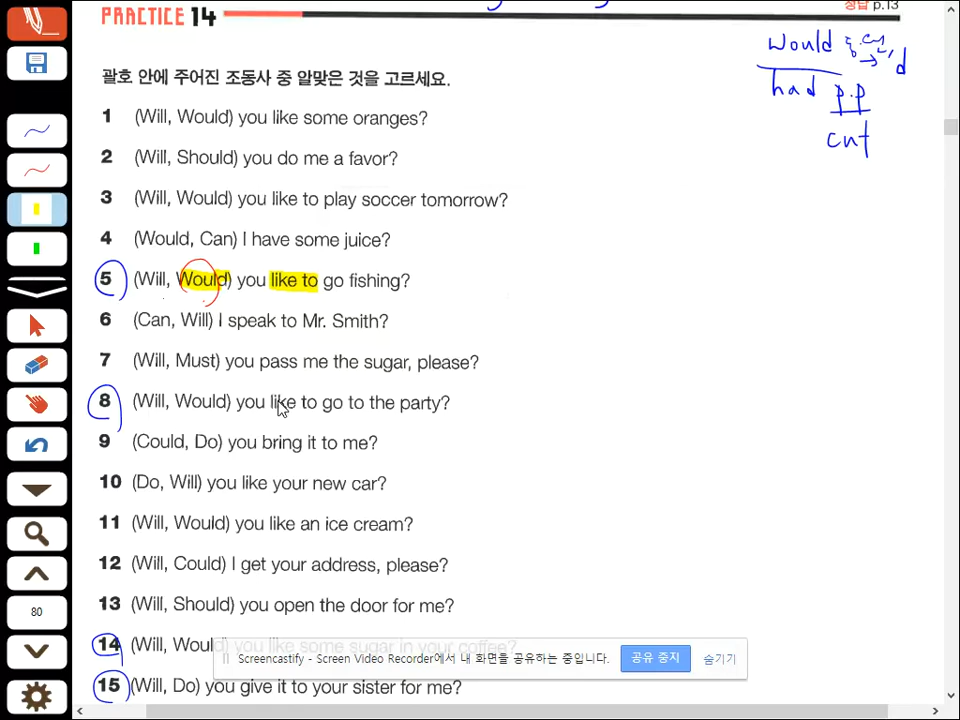 PRACTICE 14
정답 p.13
would
had p.p
cut
괄호 안에 주어진 조동사 중 알맞은 것을 고르세요.
1 (Will, Would) you like some oranges?
2 (Will, Should) you do me a favor?
3 (Will, Would) you like to play soccer tomorrow?
4 (Would, Can) I have some juice?
5 (Will, Would) you like to go fishing?
6 (Can, Will) I speak to Mr. Smith?
7 (Will, Must) you pass me the sugar, please?
8 (Will, Would) you like to go to the party?
9 (Could, Do) you bring it to me?
10 (Do, Will) you like your new car?
11 (Will, Would) you like an ice cream?
12 (Will, Could) I get your address, please?
13 (Will, Should) you open the door for me?
14 (Will, Would) you like some sugar in your coffee?
Screencastify - Screen Video Recorder에서 내 화면을 공유하는 중입니다. 공유 중지 숨기기
15 (Will, Do) you give it to your sister for me?
80